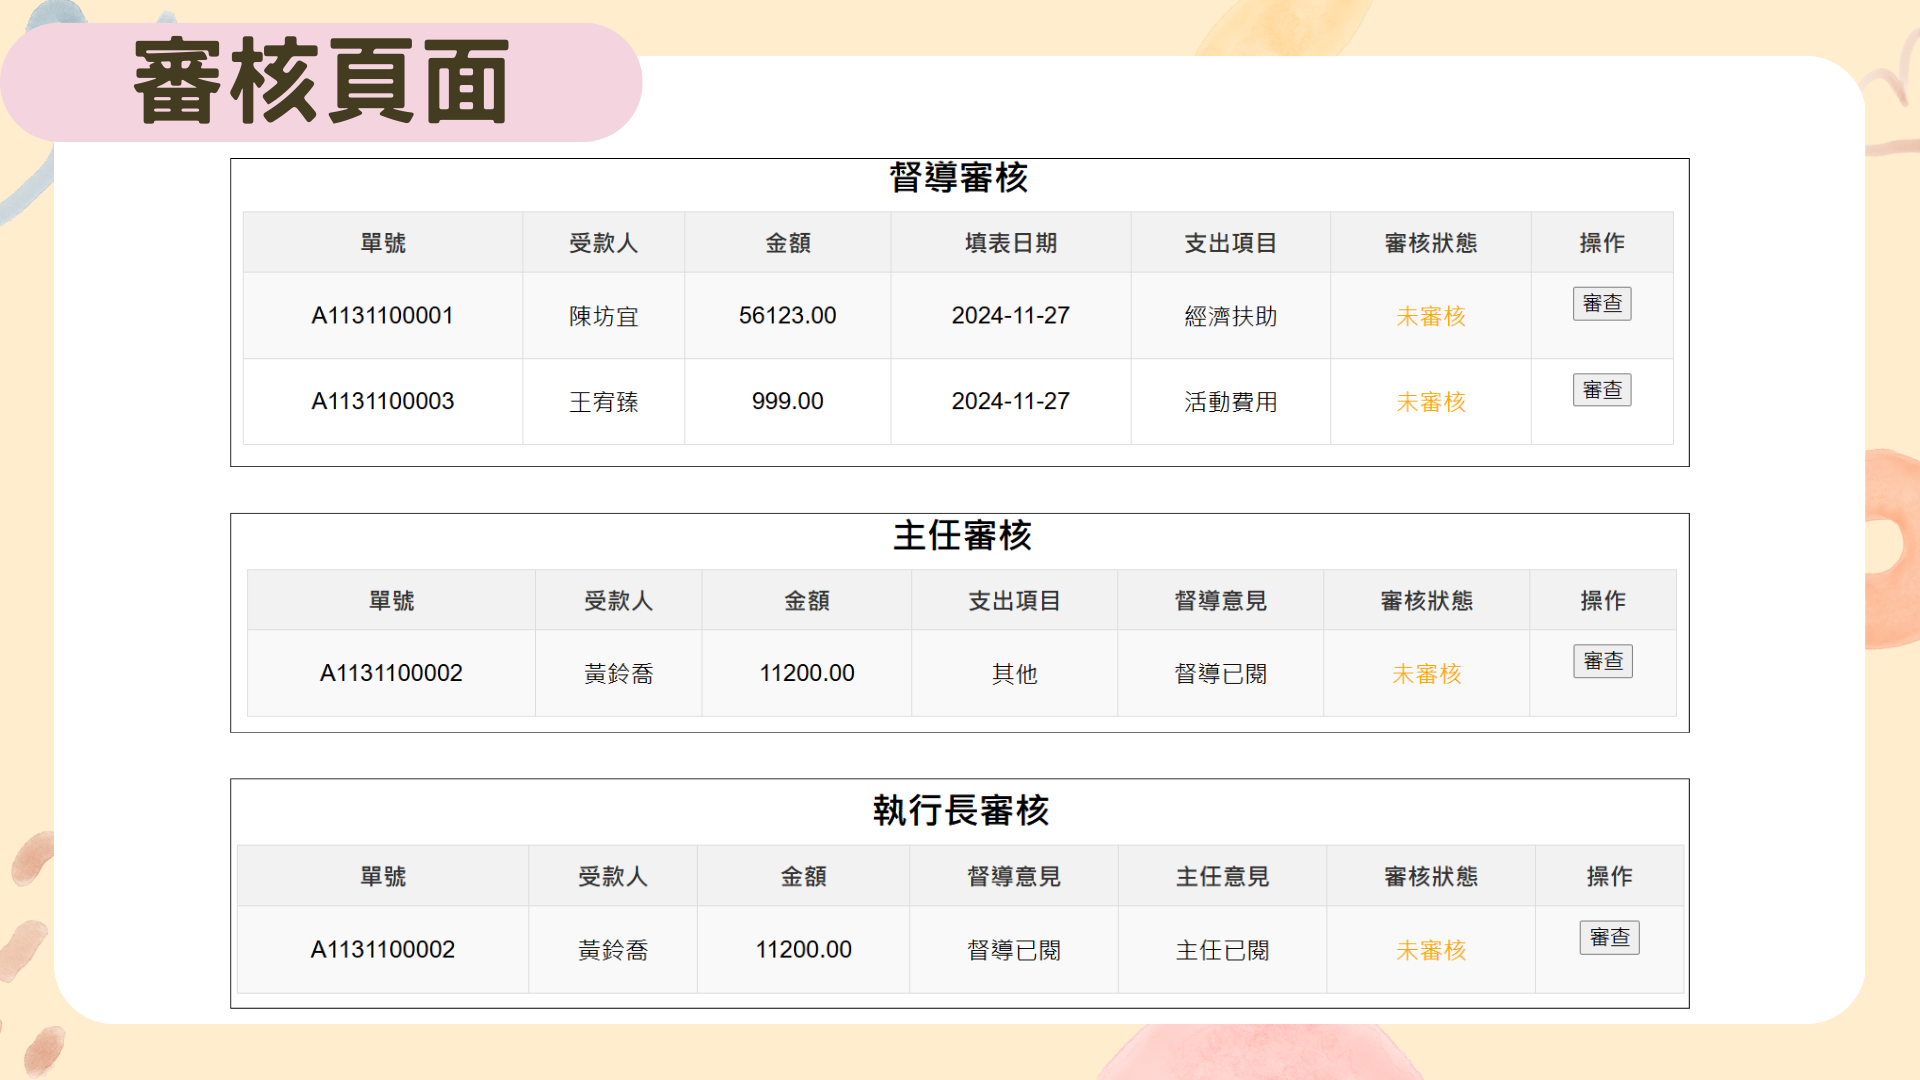 審核頁面
督導審核
單號 受款人 金額 填表日期 支出項目 審核狀態 操作
A1131100001 陳坊宜 56123.00 2024-11-27 經濟扶助 未審核 審查
A1131100003 王宥臻 999.00 2024-11-27 活動費用 未審核 審查
主任審核
單號 受款人 金額 支出項目 督導意見 審核狀態 操作
A1131100002 黃鈴喬 11200.00 其他 督導已閱 未審核 審查
執行長審核
單號 受款人 金額 督導意見 主任意見 審核狀態 操作
A1131100002 黃鈴喬 11200.00 督導已閱 主任已閱 未審核 審查